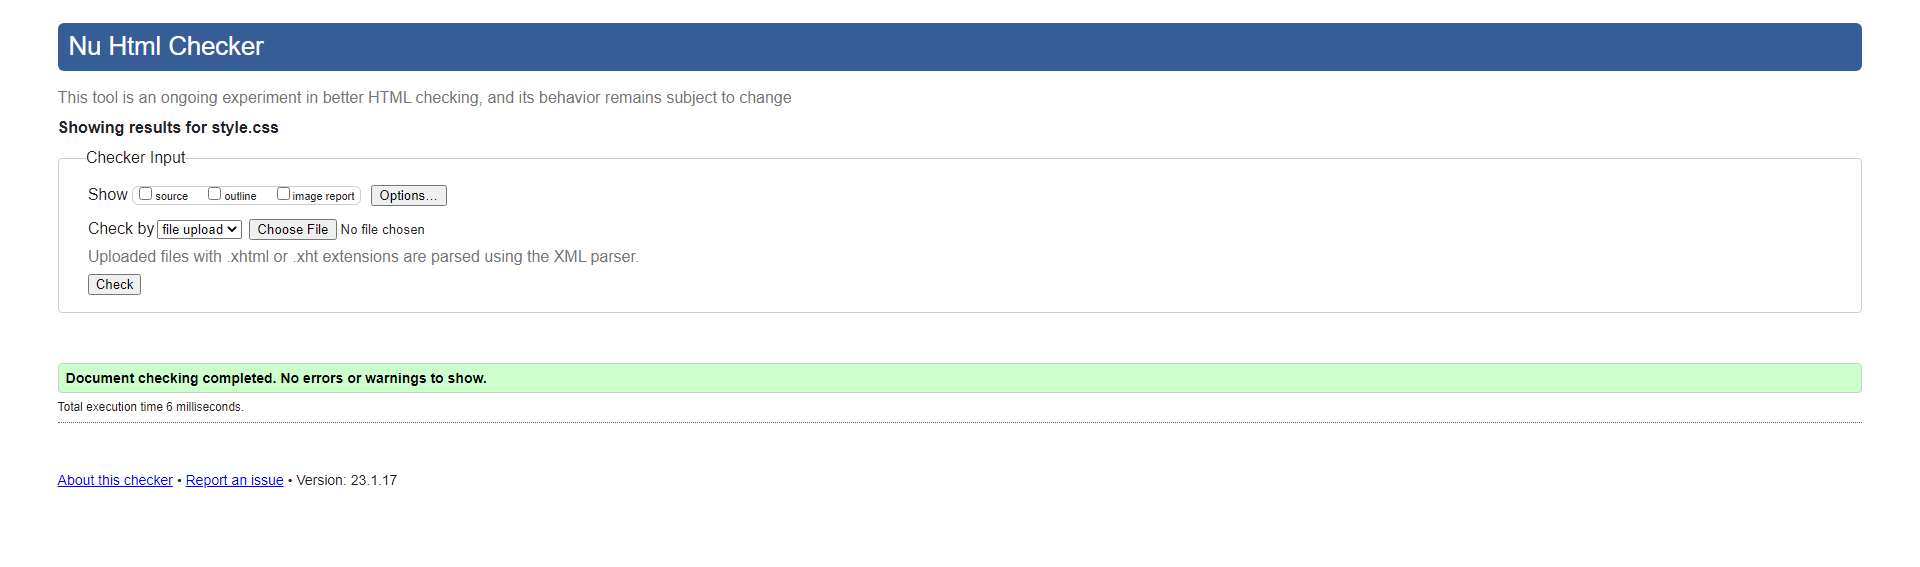 Nu Html Checker
This tool is an ongoing experiment in better HTML checking, and its behavior remains subject to change
Showing results for style.css
Checker Input
Show source outline image report Options...
Check by file upload Choose File No file chosen
Uploaded files with .xhtml or .xht extensions are parsed using the XML parser.
Check
Document checking completed. No errors or warnings to show.
Total execution time 6 milliseconds.
About this checker • Report an issue • Version: 23.1.17